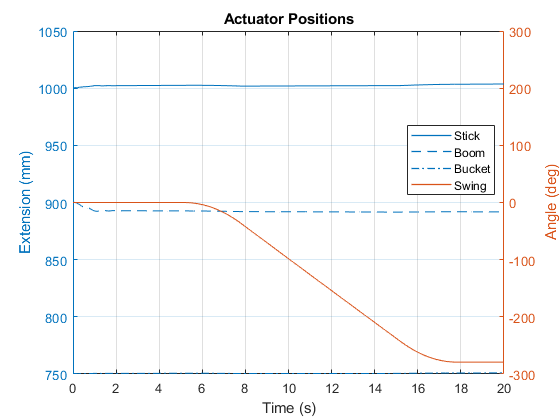 Actuator Positions
1050
1000
950
900
850
800
750
Extension (mm)
300
200
100
0
-100
-200
-300
Angle (deg)
Stick
Boom
Bucket
Swing
0 2 4 6 8 10 12 14 16 18 20
Time (s)